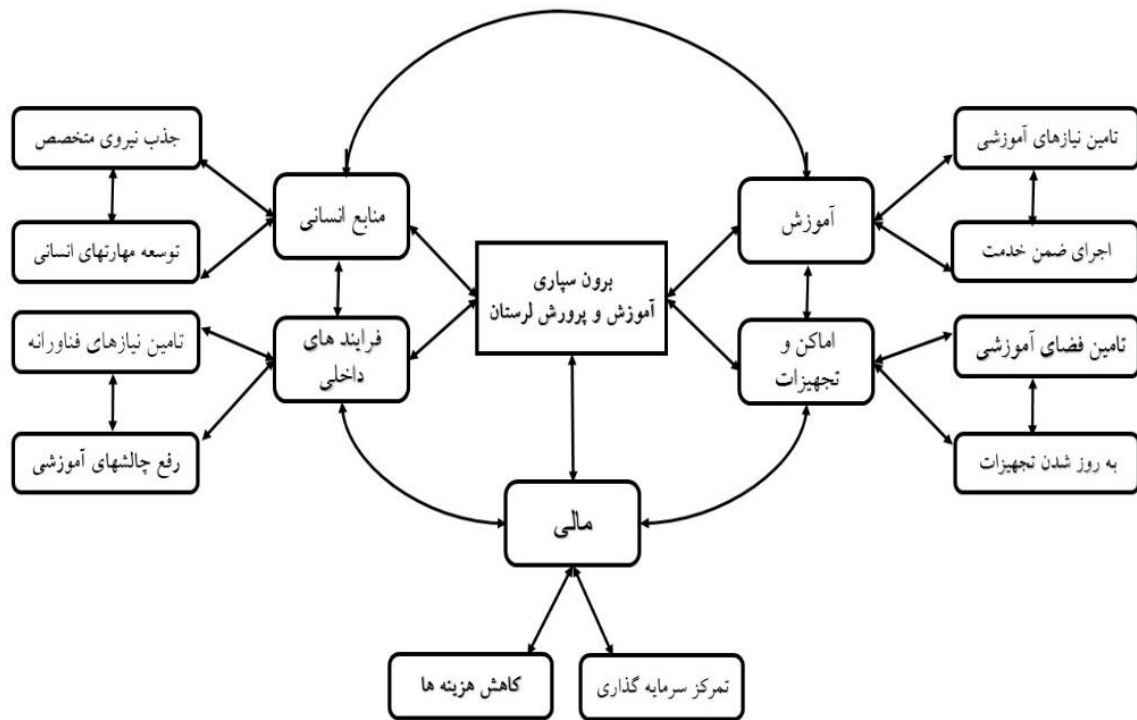 تامین نیازهای آموزشی
اجرای ضمن خدمت
آموزش
تامین فضای آموزشی
به روز شدن تجهیزات
اماکن و
تجهیزات
برون سپاری
آموزش و پرورش لرستان
منابع انسانی
جذب نیروی متخصص
توسعه مهارتهای انسانی
فرایند های
داخلی
تامین نیازهای فناورانه
رفع چالشهای آموزشی
مالی
تمرکز سرمایه گذاری
کاهش هزینه ها